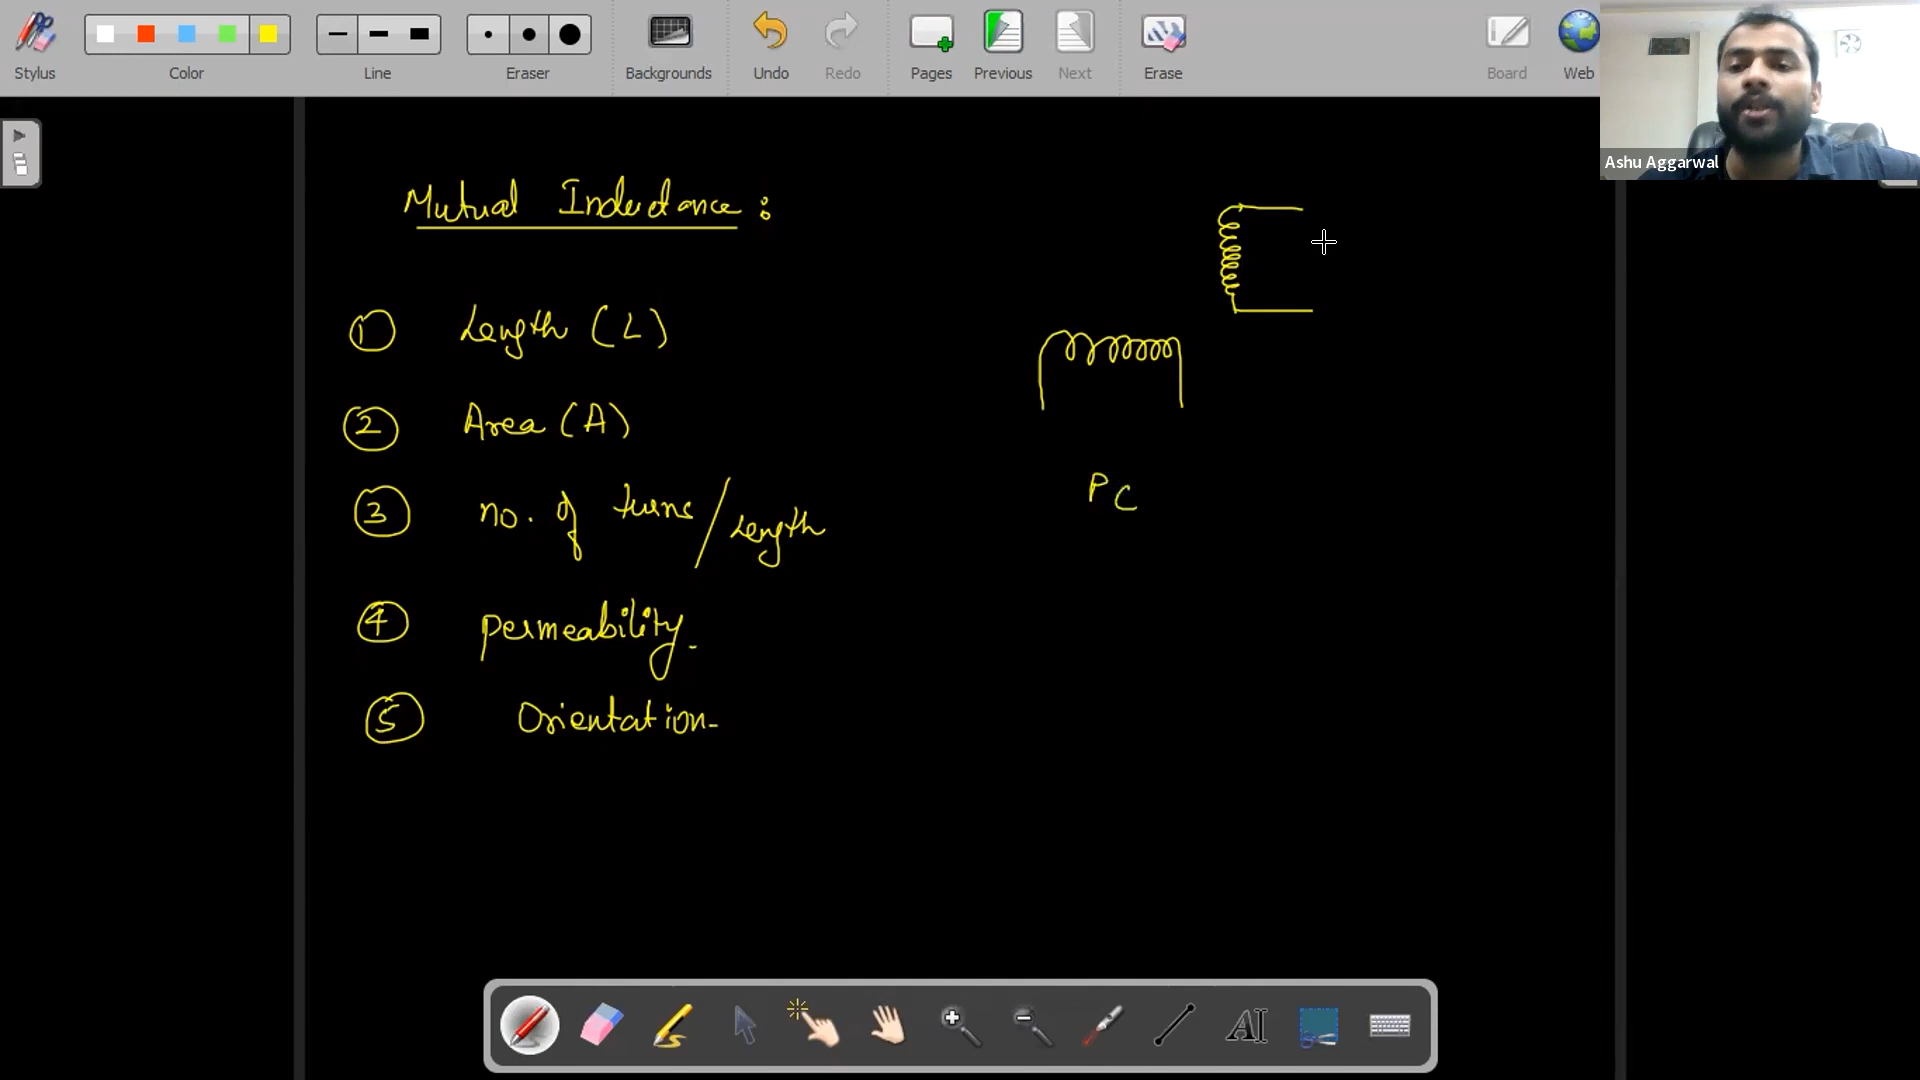 Stylus Color Line Eraser Backgrounds Undo Redo Pages Previous Next Erase Board Web
Ashu Aggarwal
Mutual Inductance :
1 Length (L)
2 Area (A)
3 no. of turns / Length
4 Permeability.
5 Orientation-
P C
AI